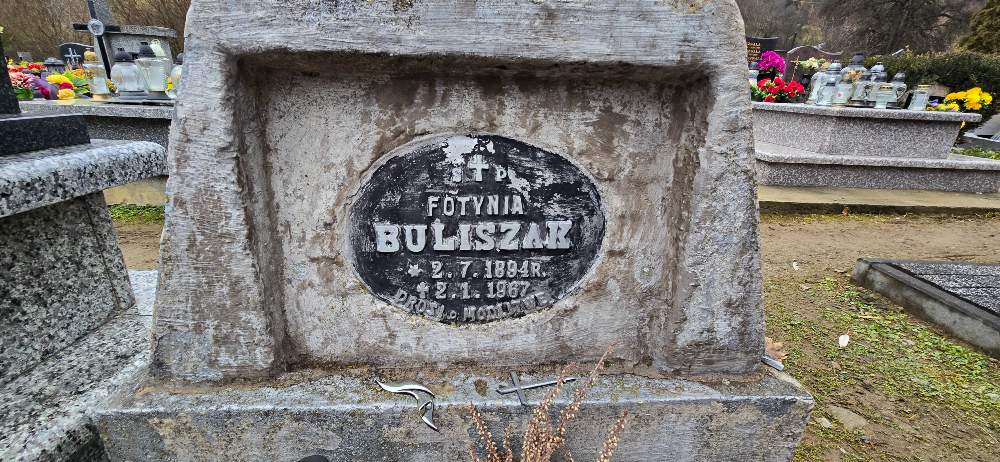 Ś † P
FOTYNIA
BULISZAK
* 2.7.1894R.
✝ 2.1.1967
PROSI o MODLITWĘ